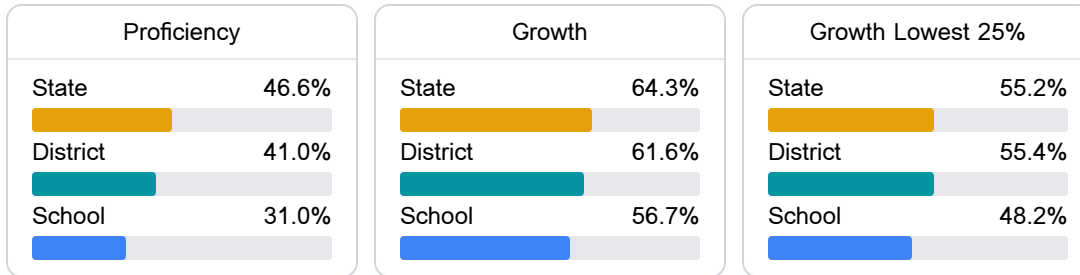 Proficiency
State 46.6%
District 41.0%
School 31.0%
Growth
State 64.3%
District 61.6%
School 56.7%
Growth Lowest 25%
State 55.2%
District 55.4%
School 48.2%